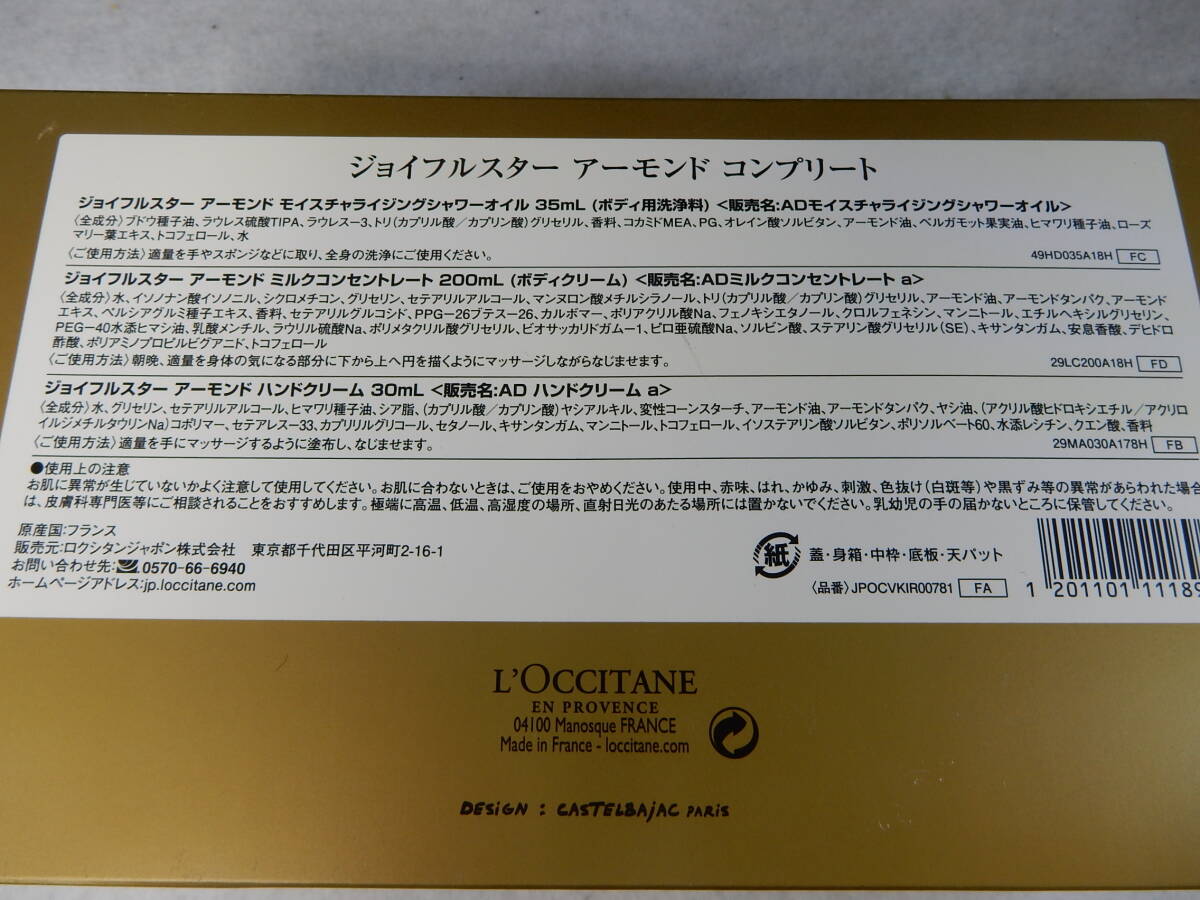 ジョイフルスター アーモンド コンプリート
ジョイフルスター アーモンド モイスチャライジングシャワーオイル 35mL (ボディ用洗浄料) <販売名:ADモイスチャライジングシャワーオイル>
〈全成分〉ブドウ種子油、ラウレス硫酸TIPA、ラウレス-3、トリ(カプリル酸/カプリン酸)グリセリル、香料、コカミドMEA、PG、オレイン酸ソルビタン、アーモンド油、ベルガモット果実油、ヒマワリ種子油、ローズ
マリー葉エキス、トコフェロール、水
〈ご使用方法〉適量を手やスポンジなどに取り、全身の洗浄にご使用ください。 49HD035A18H FC
ジョイフルスター アーモンド ミルクコンセントレート 200mL (ボディクリーム) <販売名:ADミルクコンセントレート a>
〈全成分〉水、イソノナン酸イソノニル、シクロメチコン、グリセリン、セテアリルアルコール、マンヌロン酸メチルシラノール、トリ(カプリル酸/カプリン酸)グリセリル、アーモンド油、アーモンドタンパク、アーモンド
エキス、ペルシアグルミ種子エキス、香料、セテアリルグルコシド、PPG-26ブテス-26、カルボマー、ポリアクリル酸Na、フェノキシエタノール、クロルフェネシン、マンニトール、エチルヘキシルグリセリン、
PEG-40水添ヒマシ油、乳酸メンチル、ラウリル硫酸Na、ポリメタクリル酸グリセリル、ビオサッカリドガム-1、ピロ亜硫酸Na、ソルビン酸、ステアリン酸グリセリル(SE)、キサンタンガム、安息香酸、デヒドロ
酢酸、ポリアミノプロピルビグアニド、トコフェロール
〈ご使用方法〉朝晩、適量を身体の気になる部分に下から上へ円を描くようにマッサージしながらなじませます。 29LC200A18H FD
ジョイフルスター アーモンド ハンドクリーム 30mL <販売名:AD ハンドクリーム a>
〈全成分〉水、グリセリン、セテアリルアルコール、ヒマワリ種子油、シア脂、(カプリル酸/カプリン酸)ヤシアルキル、変性コーンスターチ、アーモンド油、アーモンドタンパク、ヤシ油、(アクリル酸ヒドロキシエチル/アクリロ
イルジメチルタウリンNa)コポリマー、セテアレス-33、カプリリルグリコール、セタノール、キサンタンガム、マンニトール、トコフェロール、イソステアリン酸ソルビタン、ポリソルベート60、水添レシチン、クエン酸、香料
〈ご使用方法〉適量を手にマッサージするように塗布し、なじませます。 29MA030A178H FB
●使用上の注意
お肌に異常が生じていないかよく注意して使用してください。お肌に合わないときは、ご使用をおやめください。使用中、赤味、はれ、かゆみ、刺激、色抜け(白斑等)や黒ずみ等の異常があらわれた場合
は、皮膚科専門医等にご相談されることをおすすめします。極端に高温、低温、高湿度の場所、直射日光のあたる場所には置かないでください。乳幼児の手の届かないところに保管してください。
原産国:フランス
販売元:ロクシタンジャポン株式会社 東京都千代田区平河町2-16-1
お問い合わせ先: 0570-66-6940
ホームページアドレス:jp.loccitane.com
紙 蓋・身箱・中枠・底板・天パット
〈品番〉JPOCVKIR00781 FA
1 201101 11189
L'OCCITANE
EN PROVENCE
04100 Manosque FRANCE
Made in France - loccitane.com
DESIGN : CASTELBAJAC PARIS